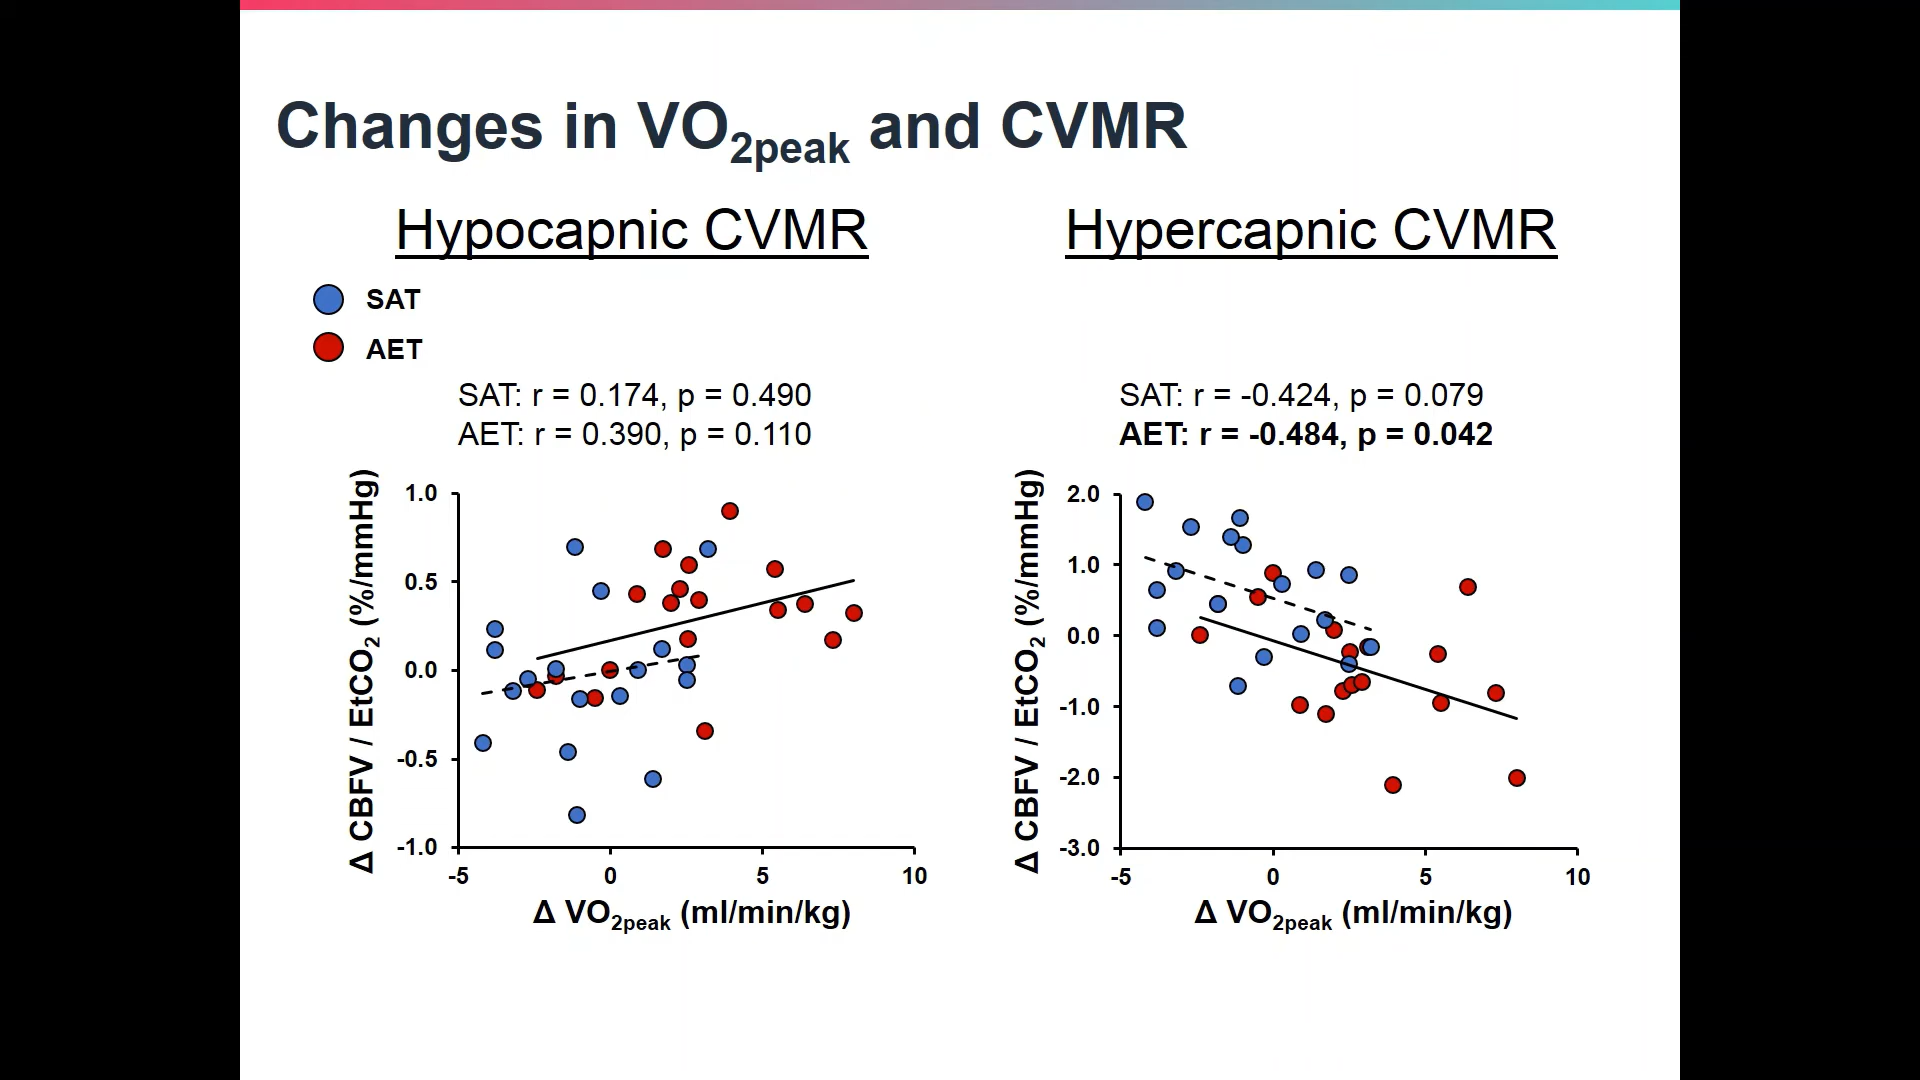 Changes in VO2peak and CVMR
Hypocapnic CVMR
SAT
AET
SAT: r = 0.174, p = 0.490
AET: r = 0.390, p = 0.110
Δ CBFV / EtCO2 (%/mmHg)
1.0
0.5
0.0
-0.5
-1.0
-5 0 5 10
Δ VO2peak (ml/min/kg)
Hypercapnic CVMR
SAT: r = -0.424, p = 0.079
AET: r = -0.484, p = 0.042
Δ CBFV / EtCO2 (%/mmHg)
2.0
1.0
0.0
-1.0
-2.0
-3.0
-5 0 5 10
Δ VO2peak (ml/min/kg)